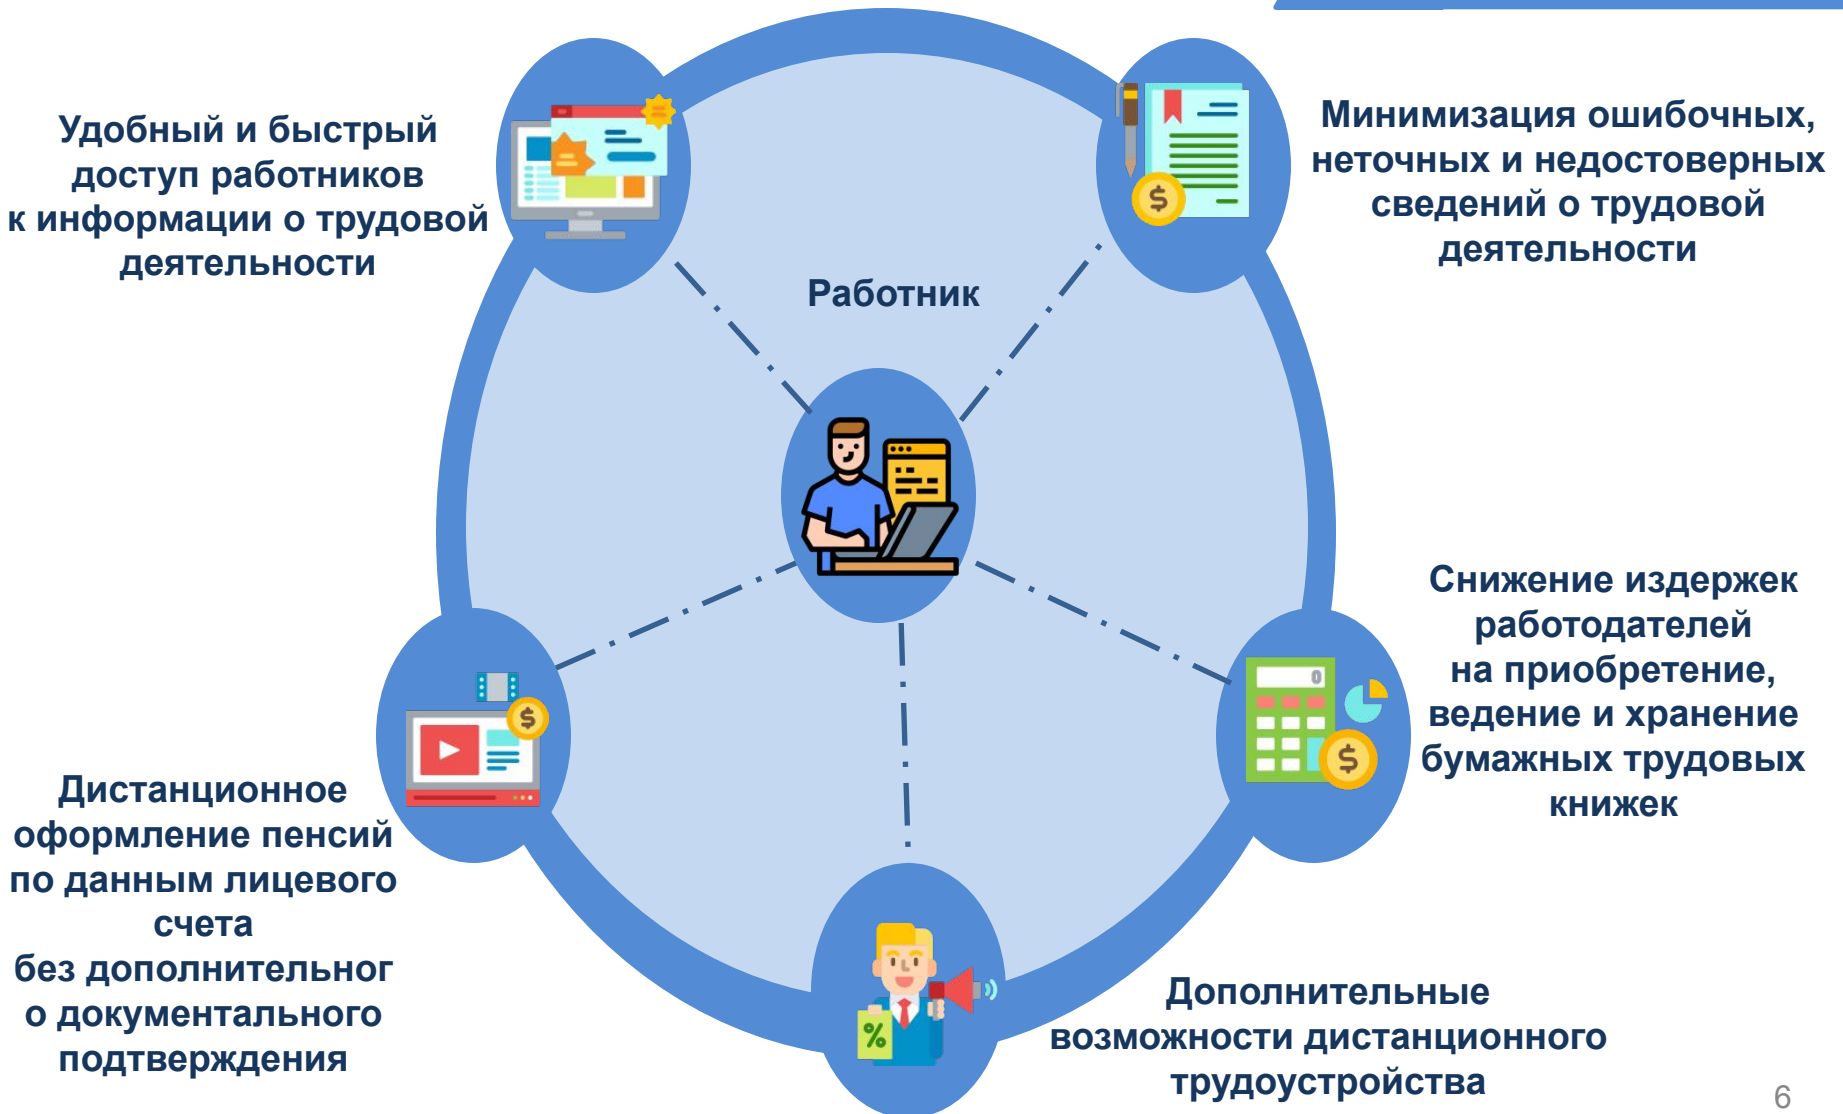 Удобный и быстрый
доступ работников
к информации о трудовой
деятельности
Минимизация ошибочных,
неточных и недостоверных
сведений о трудовой
деятельности
Работник
$
Снижение издержек
работодателей
на приобретение,
ведение и хранение
бумажных трудовых
книжек
0
$
$
Дистанционное
оформление пенсий
по данным лицевого
счета
без дополнительног
о документального
подтверждения
%
Дополнительные
возможности дистанционного
трудоустройства
6